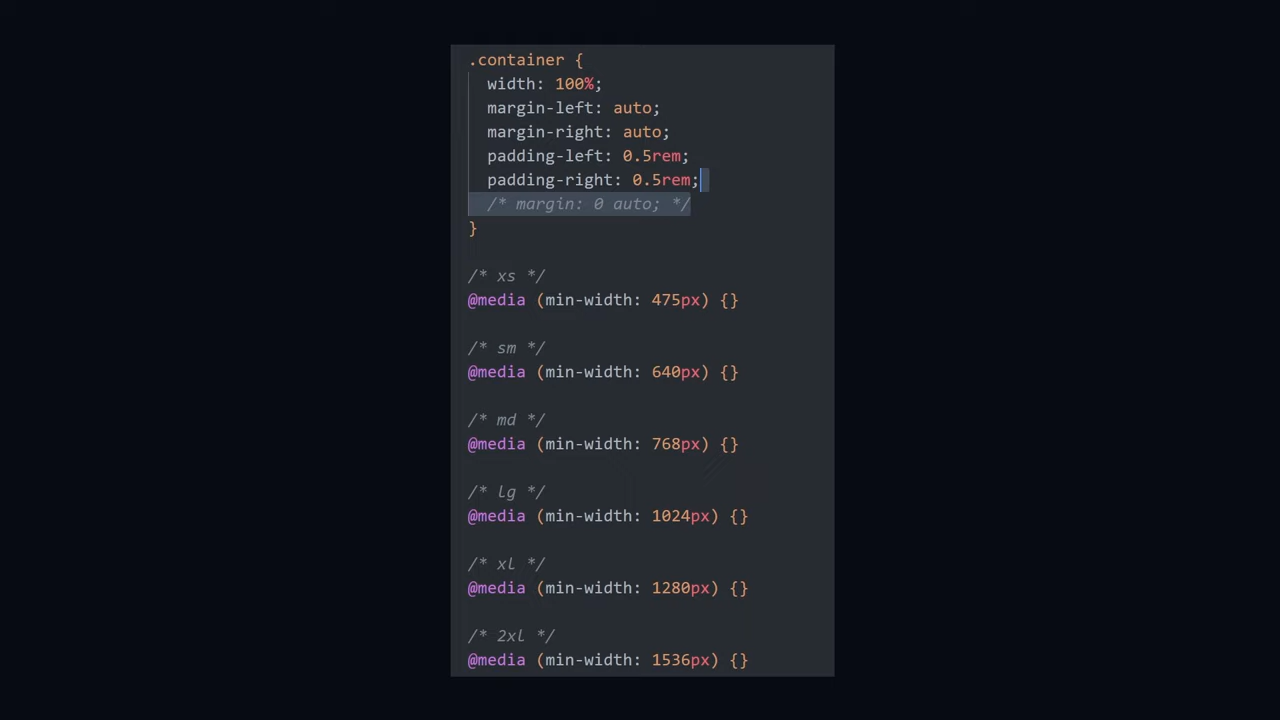 .container {
width: 100%;
margin-left: auto;
margin-right: auto;
padding-left: 0.5rem;
padding-right: 0.5rem;
/* margin: 0 auto; */
}
/* xs */
@media (min-width: 475px) {}
/* sm */
@media (min-width: 640px) {}
/* md */
@media (min-width: 768px) {}
/* lg */
@media (min-width: 1024px) {}
/* xl */
@media (min-width: 1280px) {}
/* 2xl */
@media (min-width: 1536px) {}